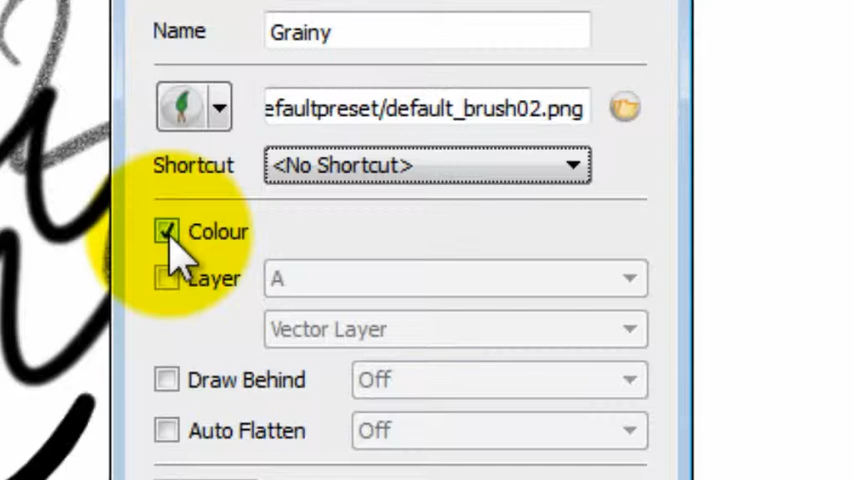 Name Grainy
efaultpreset/default_brush02.png
Shortcut <No Shortcut>
Colour
Layer A
Vector Layer
Draw Behind Off
Auto Flatten Off